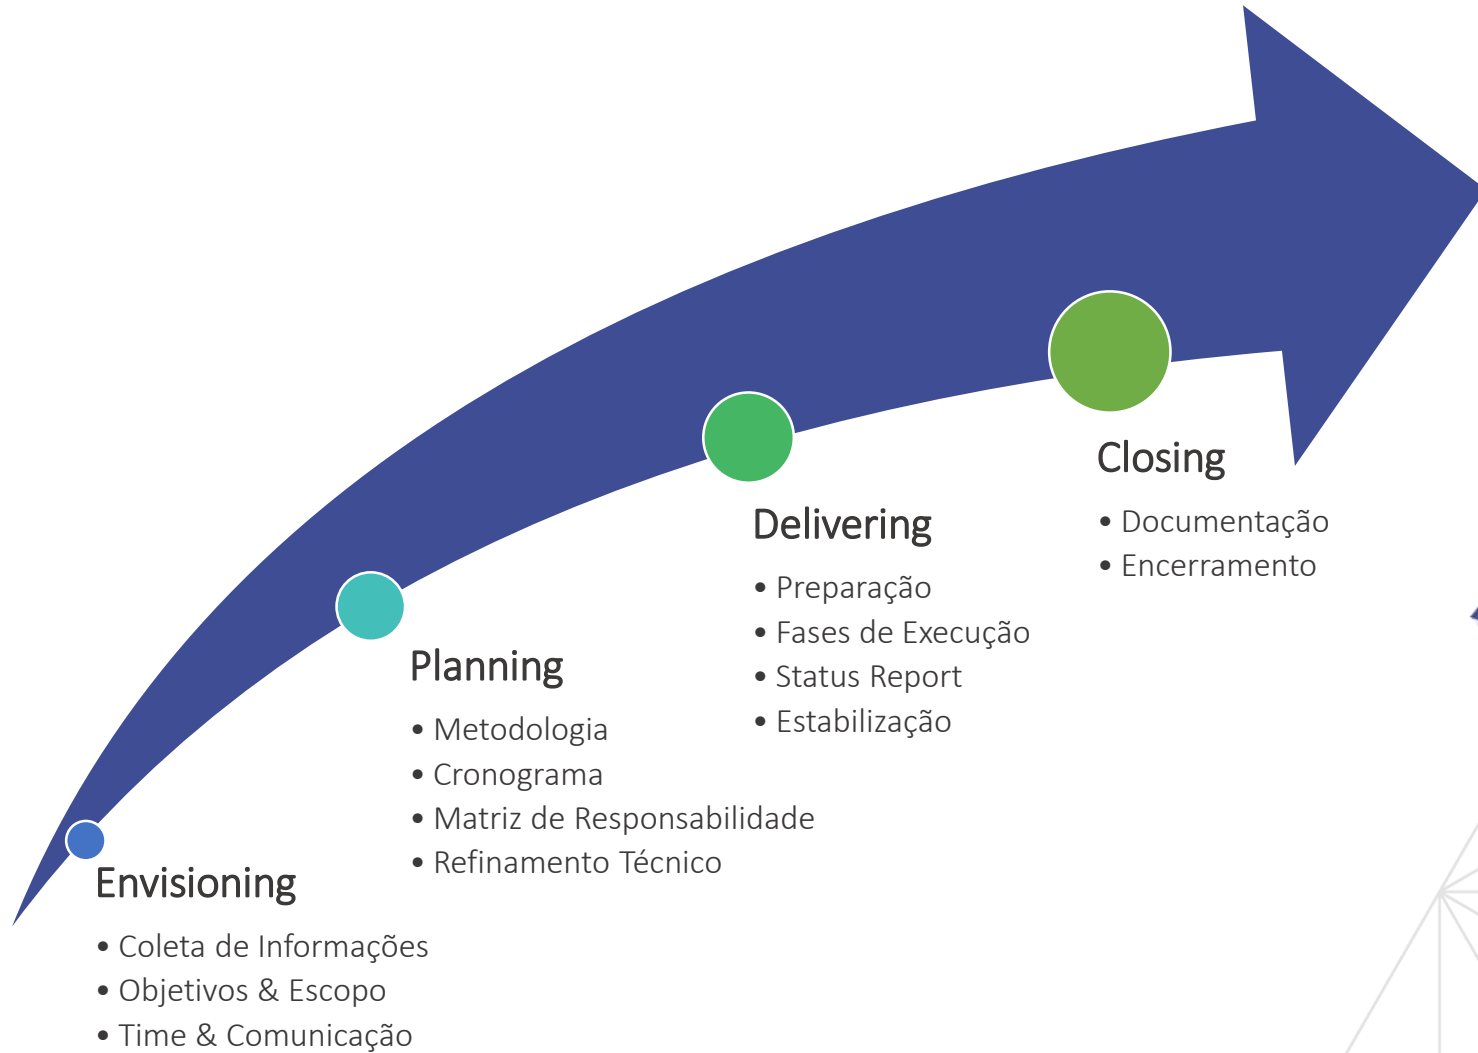 Envisioning
• Coleta de Informações
• Objetivos & Escopo
• Time & Comunicação
Planning
• Metodologia
• Cronograma
• Matriz de Responsabilidade
• Refinamento Técnico
Delivering
• Preparação
• Fases de Execução
• Status Report
• Estabilização
Closing
• Documentação
• Encerramento